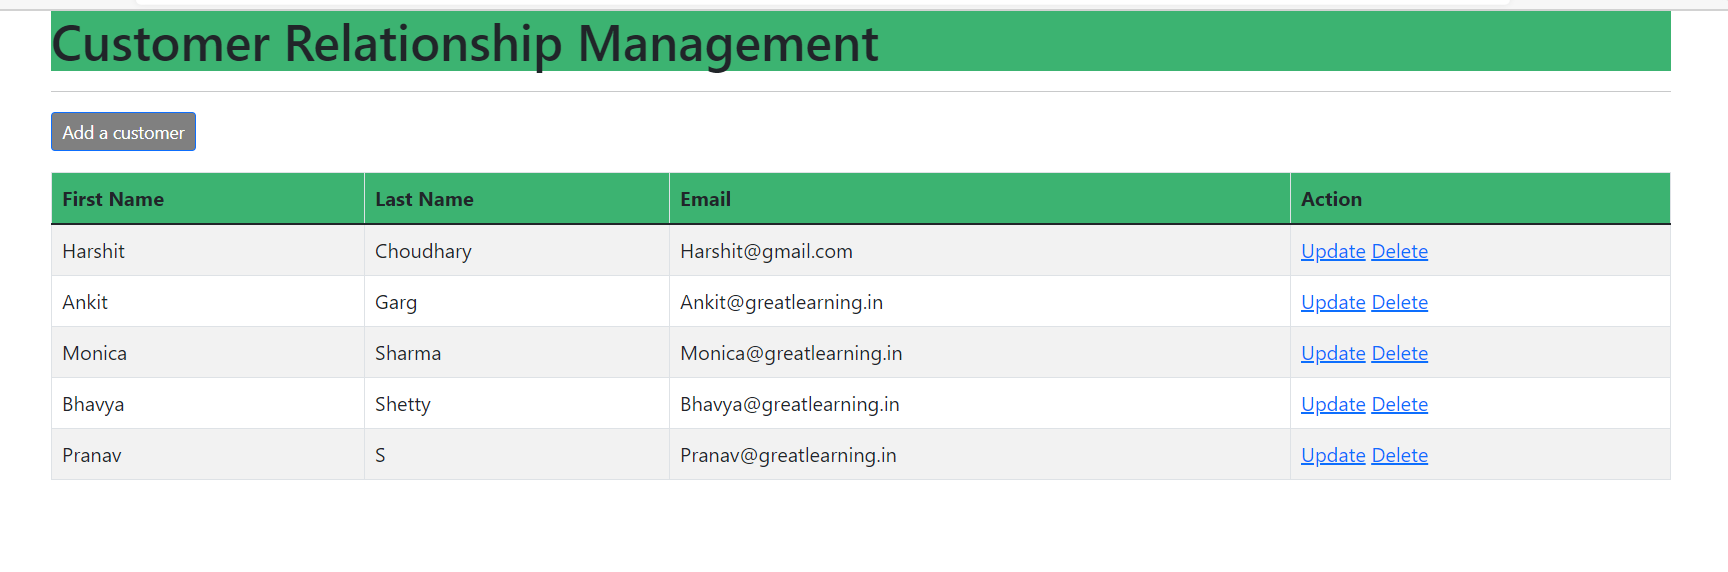 Customer Relationship Management
Add a customer
First Name Last Name Email Action
Harshit Choudhary Harshit@gmail.com Update Delete
Ankit Garg Ankit@greatlearning.in Update Delete
Monica Sharma Monica@greatlearning.in Update Delete
Bhavya Shetty Bhavya@greatlearning.in Update Delete
Pranav S Pranav@greatlearning.in Update Delete